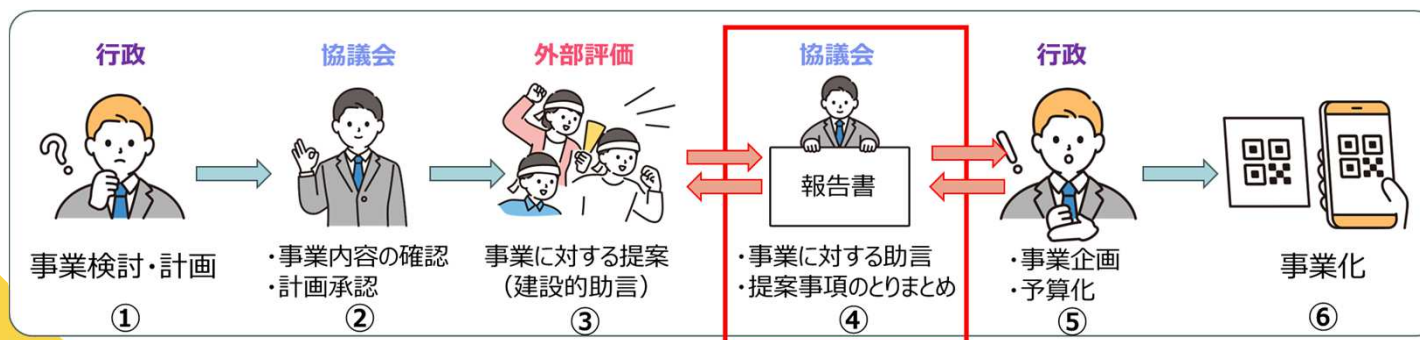 行政
協議会
外部評価
協議会
行政
報告書
事業検討・計画
・事業内容の確認
・計画承認
事業に対する提案
（建設的助言）
・事業に対する助言
・提案事項のとりまとめ
・事業企画
・予算化
事業化
①
②
③
④
⑤
⑥